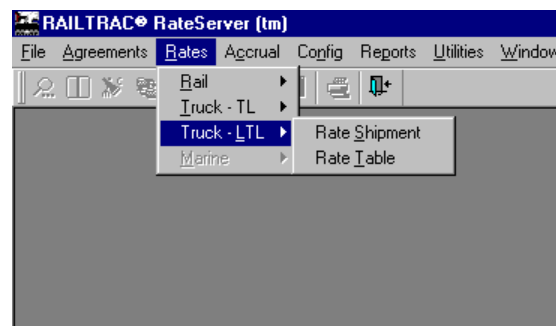 RAILTRAC® RateServer (tm)
File Agreements Rates Accrual Config Reports Utilities Window
Rail
Truck - TL
Truck - LTL Rate Shipment
Marine Rate Table